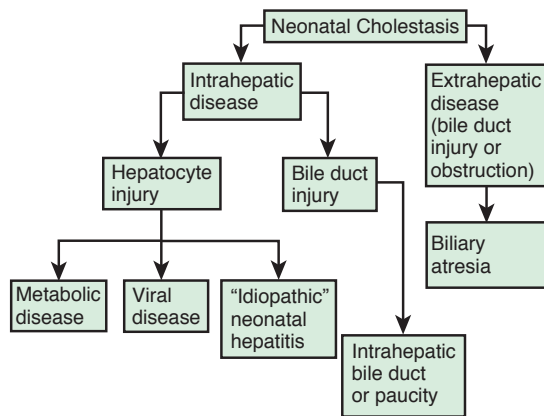 Neonatal Cholestasis
Intrahepatic
disease
Extrahepatic
disease
(bile duct
injury or
obstruction)
Hepatocyte
injury
Bile duct
injury
Biliary
atresia
Metabolic
disease
Viral
disease
“Idiopathic”
neonatal
hepatitis
Intrahepatic
bile duct
or paucity